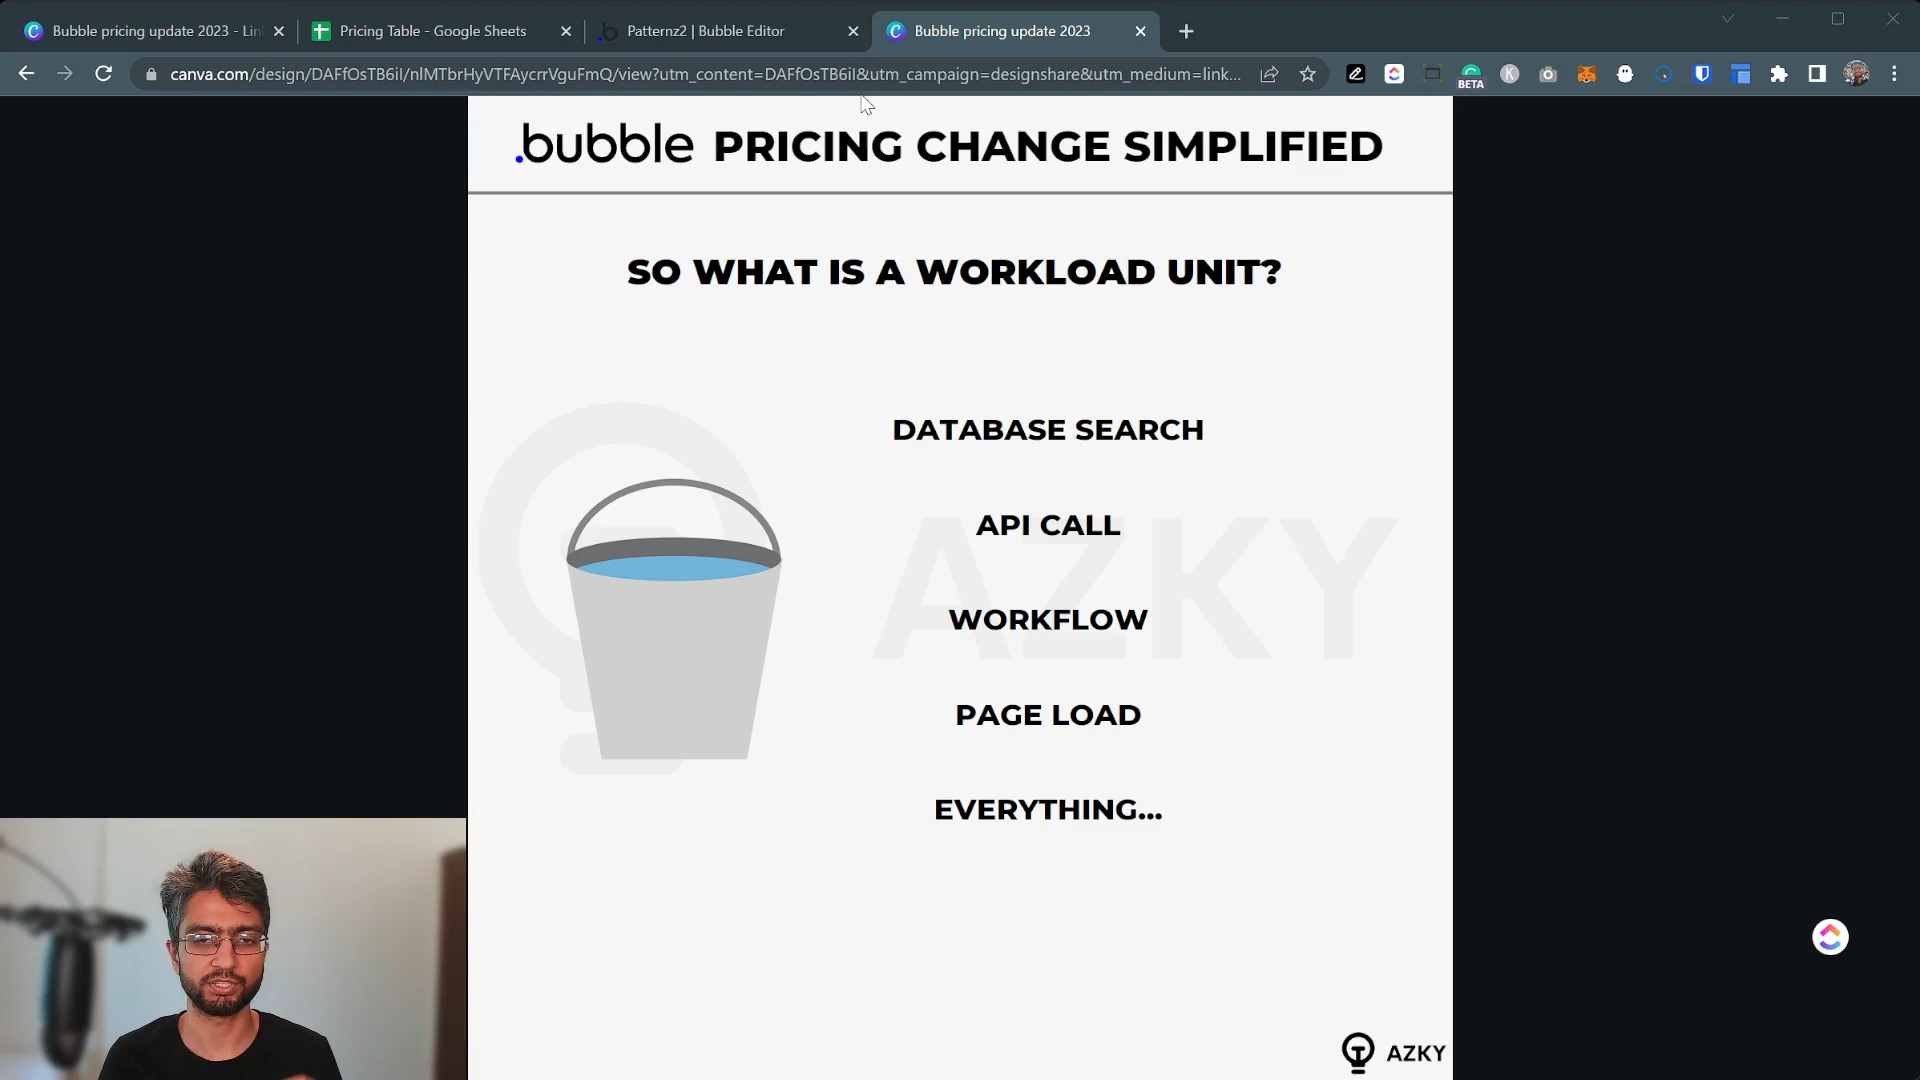 Bubble pricing update 2023 - Lin
Pricing Table - Google Sheets
Patternz2 | Bubble Editor
Bubble pricing update 2023
canva.com/design/DAFfOsTB6iI/nlMTbrHyVTFAycrrVguFmQ/view?utm_content=DAFfOsTB6iI&utm_campaign=designshare&utm_medium=link...
BETA
K
.bubble PRICING CHANGE SIMPLIFIED
SO WHAT IS A WORKLOAD UNIT?
DATABASE SEARCH
API CALL
AZKY
WORKFLOW
PAGE LOAD
EVERYTHING...
AZKY